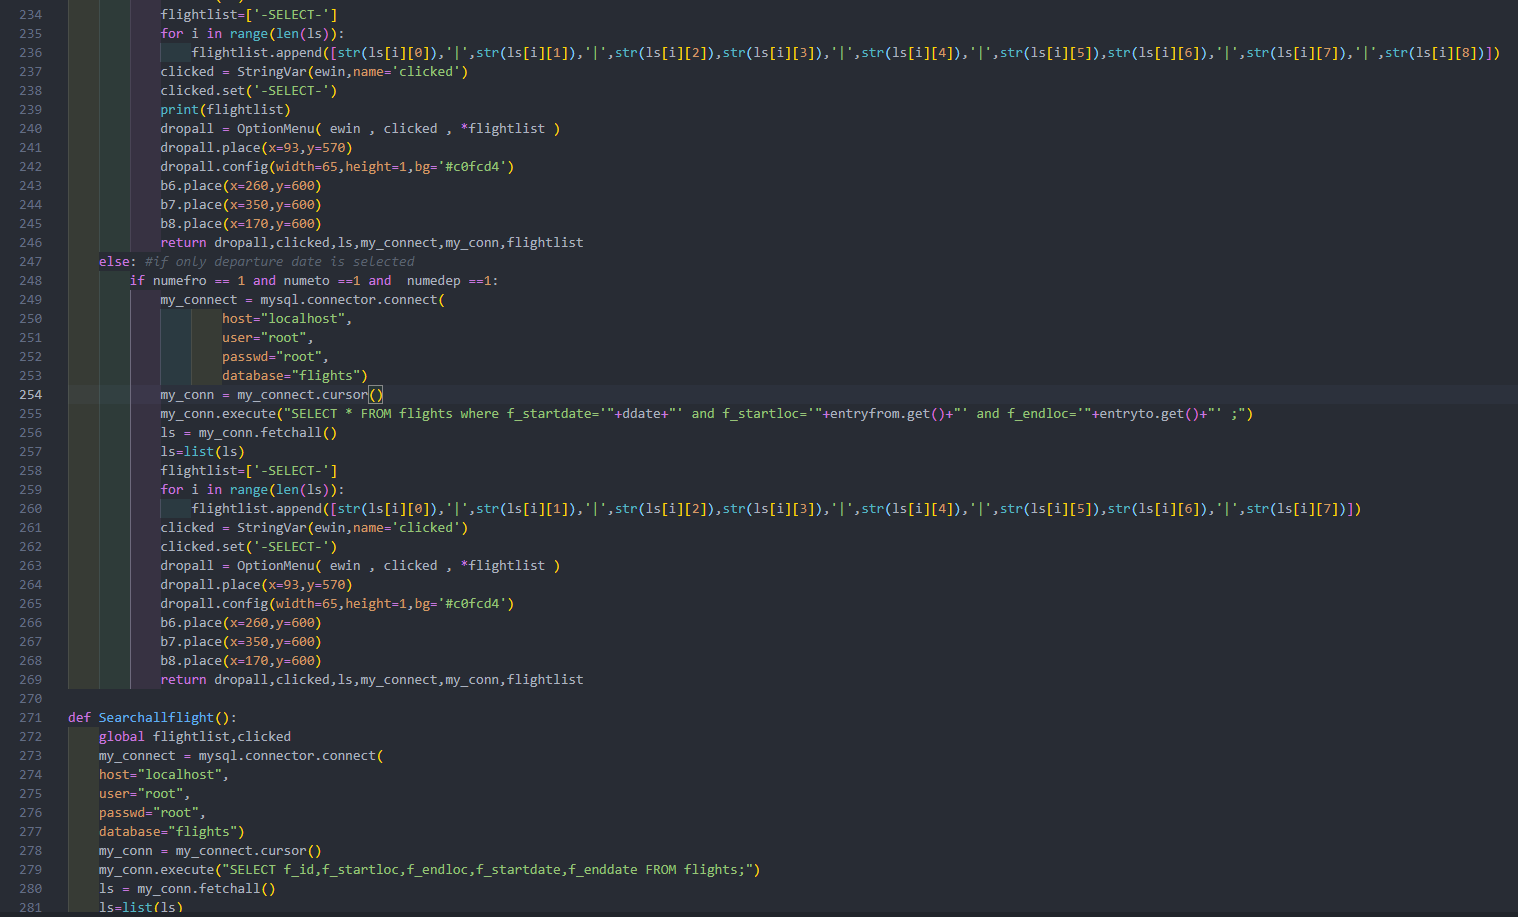 234 flightlist=['-SELECT-']
235 for i in range(len(ls)):
236 flightlist.append([str(ls[i][0]),'|',str(ls[i][1]),'|',str(ls[i][2]),str(ls[i][3]),'|',str(ls[i][4]),'|',str(ls[i][5]),str(ls[i][6]),'|',str(ls[i][7]),'|',str(ls[i][8])])
237 clicked = StringVar(ewin,name='clicked')
238 clicked.set('-SELECT-')
239 print(flightlist)
240 dropall = OptionMenu( ewin , clicked , *flightlist )
241 dropall.place(x=93,y=570)
242 dropall.config(width=65,height=1,bg='#c0fcd4')
243 b6.place(x=260,y=600)
244 b7.place(x=350,y=600)
245 b8.place(x=170,y=600)
246 return dropall,clicked,ls,my_connect,my_conn,flightlist
247 else: #if only departure date is selected
248 if numefro == 1 and numeto ==1 and  numedep ==1:
249 my_connect = mysql.connector.connect(
250 host="localhost",
251 user="root",
252 passwd="root",
253 database="flights")
254 my_conn = my_connect.cursor()
255 my_conn.execute("SELECT * FROM flights where f_startdate='"+ddate+"' and f_startloc='"+entryfrom.get()+"' and f_endloc='"+entryto.get()+"' ;")
256 ls = my_conn.fetchall()
257 ls=list(ls)
258 flightlist=['-SELECT-']
259 for i in range(len(ls)):
260 flightlist.append([str(ls[i][0]),'|',str(ls[i][1]),'|',str(ls[i][2]),str(ls[i][3]),'|',str(ls[i][4]),'|',str(ls[i][5]),str(ls[i][6]),'|',str(ls[i][7])])
261 clicked = StringVar(ewin,name='clicked')
262 clicked.set('-SELECT-')
263 dropall = OptionMenu( ewin , clicked , *flightlist )
264 dropall.place(x=93,y=570)
265 dropall.config(width=65,height=1,bg='#c0fcd4')
266 b6.place(x=260,y=600)
267 b7.place(x=350,y=600)
268 b8.place(x=170,y=600)
269 return dropall,clicked,ls,my_connect,my_conn,flightlist
270
271 def Searchallflight():
272 global flightlist,clicked
273 my_connect = mysql.connector.connect(
274 host="localhost",
275 user="root",
276 passwd="root",
277 database="flights")
278 my_conn = my_connect.cursor()
279 my_conn.execute("SELECT f_id,f_startloc,f_endloc,f_startdate,f_enddate FROM flights;")
280 ls = my_conn.fetchall()
281 ls=list(ls)